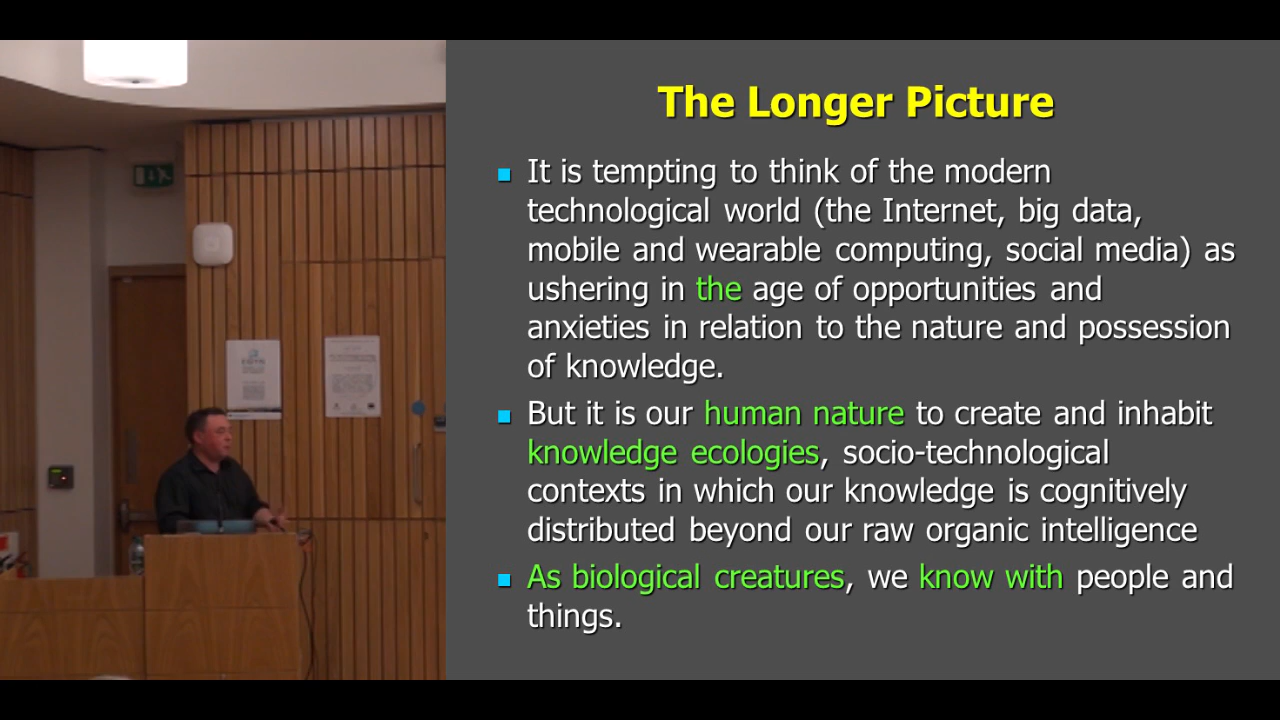 The Longer Picture
It is tempting to think of the modern
technological world (the Internet, big data,
mobile and wearable computing, social media) as
ushering in the age of opportunities and
anxieties in relation to the nature and possession
of knowledge.
But it is our human nature to create and inhabit
knowledge ecologies, socio-technological
contexts in which our knowledge is cognitively
distributed beyond our raw organic intelligence
As biological creatures, we know with people and
things.